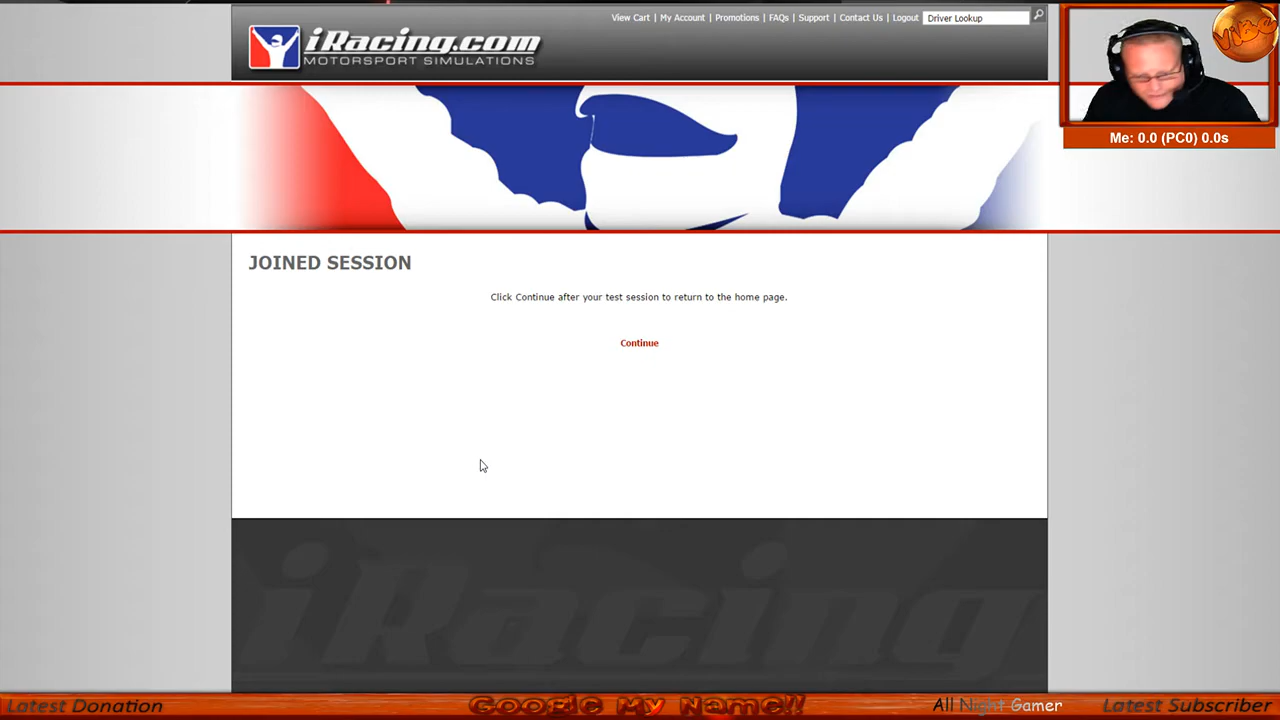 View Cart | My Account | Promotions | FAQs | Support | Contact Us | Logout Driver Lookup
iRacing.com
MOTORSPORT SIMULATIONS
VIBE
Me: 0.0 (PC0) 0.0s
JOINED SESSION
Click Continue after your test session to return to the home page.
Continue
iRacing
Latest Donation Google My Name!! All Night Gamer Latest Subscriber